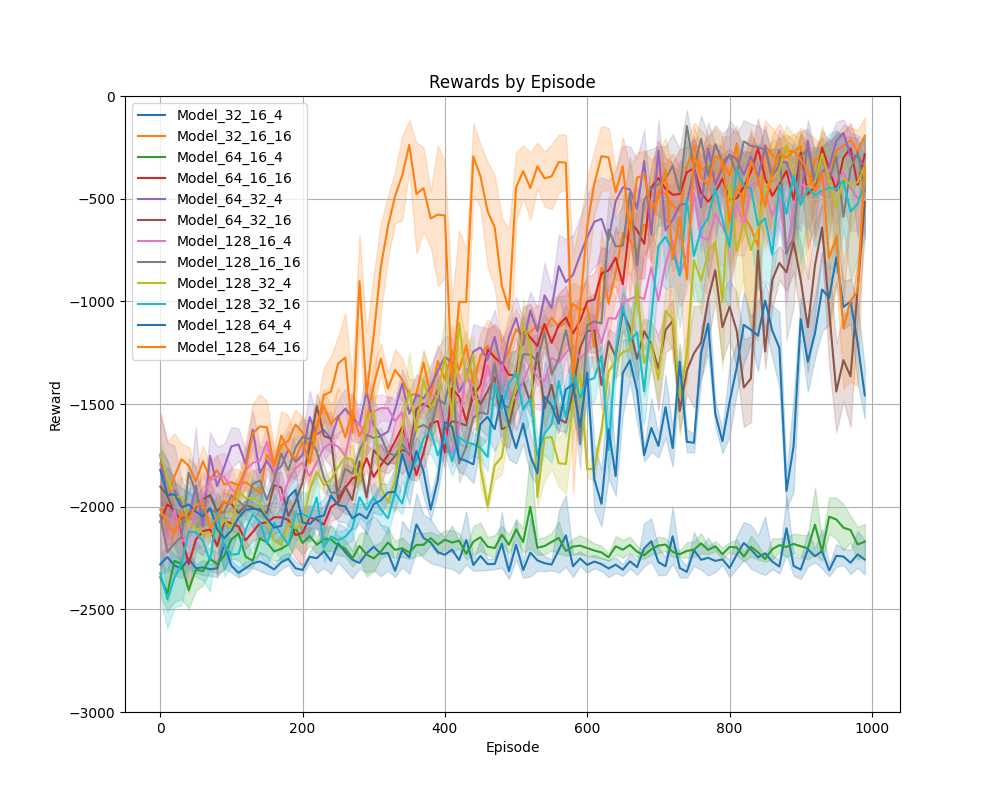 Rewards by Episode
0
−500
−1000
−1500
−2000
−2500
−3000
Reward
Model_32_16_4
Model_32_16_16
Model_64_16_4
Model_64_16_16
Model_64_32_4
Model_64_32_16
Model_128_16_4
Model_128_16_16
Model_128_32_4
Model_128_32_16
Model_128_64_4
Model_128_64_16
0 200 400 600 800 1000
Episode